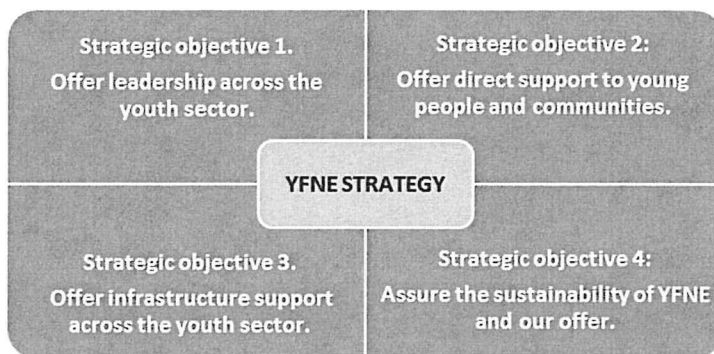 Strategic objective 1.
Offer leadership across the
youth sector.
Strategic objective 2:
Offer direct support to young
people and communities.
YFNE STRATEGY
Strategic objective 3.
Offer infrastructure support
across the youth sector.
Strategic objective 4:
Assure the sustainability of YFNE
and our offer.